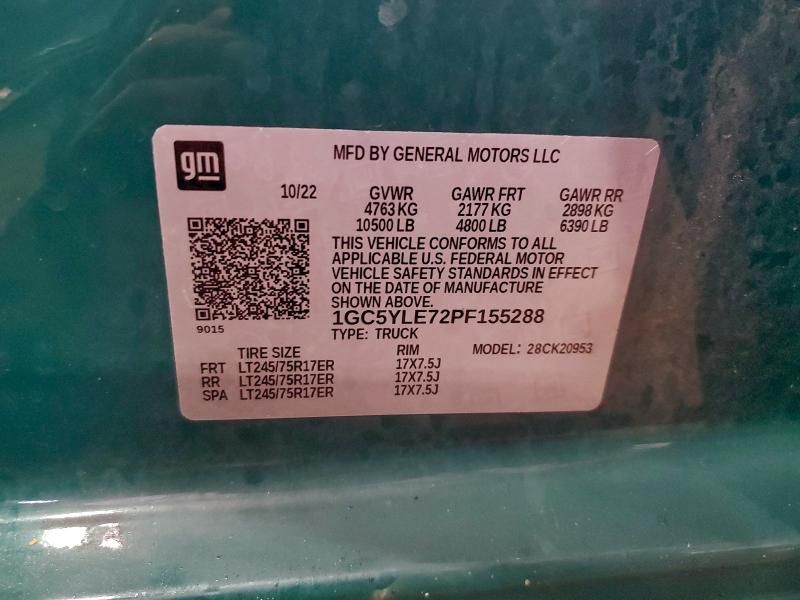 gm
MFD BY GENERAL MOTORS LLC
10/22 GVWR GAWR FRT GAWR RR
4763 KG 2177 KG 2898 KG
10500 LB 4800 LB 6390 LB
THIS VEHICLE CONFORMS TO ALL
APPLICABLE U.S. FEDERAL MOTOR
VEHICLE SAFETY STANDARDS IN EFFECT
ON THE DATE OF MANUFACTURE
SHOWN ABOVE.
9015
1GC5YLE72PF155288
TYPE: TRUCK
TIRE SIZE RIM MODEL: 28CK20953
FRT LT245/75R17ER 17X7.5J
RR LT245/75R17ER 17X7.5J
SPA LT245/75R17ER 17X7.5J